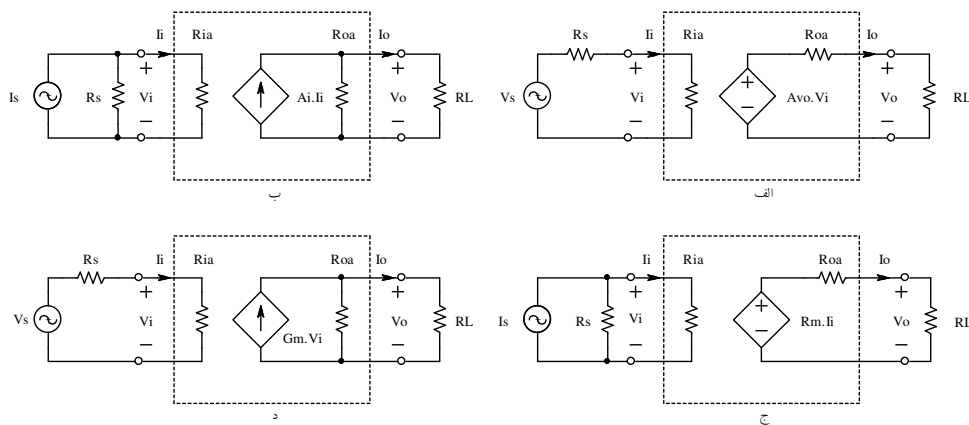 Ii Ria Roa Io
Is Rs + Vi − Ai.Ii + Vo − RL
ب
Rs Ii Ria Roa Io
Vs + Vi − + − Avo.Vi + Vo − RL
الف
Rs Ii Ria Roa Io
Vs + Vi − Gm.Vi + Vo − RL
د
Ii Ria Roa Io
Is Rs + Vi − + − Rm.Ii + Vo − RL
ج